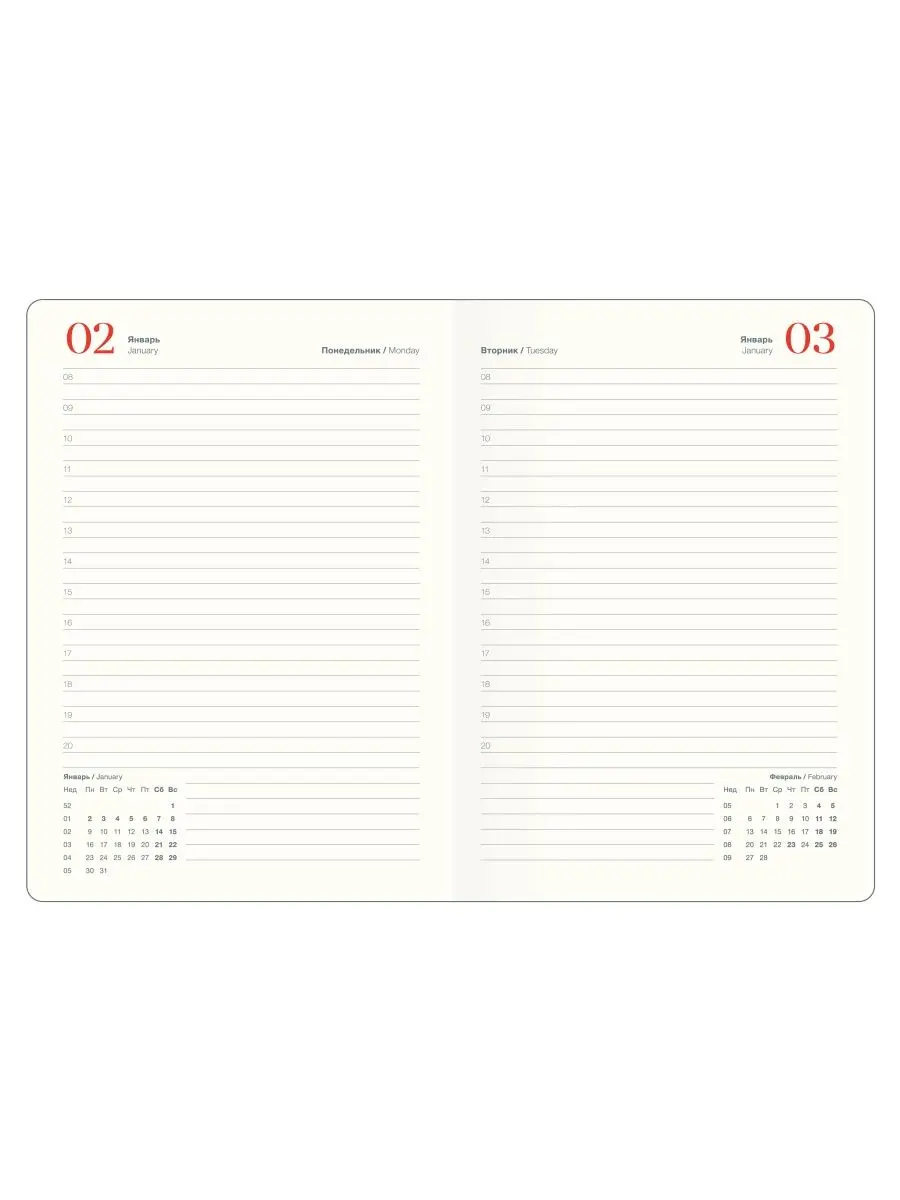 02
Январь
January
Понедельник / Monday
08
09
10
11
12
13
14
15
16
17
18
19
20
Январь / January
Нед Пн Вт Ср Чт Пт Сб Вс
52 1
01 2 3 4 5 6 7 8
02 9 10 11 12 13 14 15
03 16 17 18 19 20 21 22
04 23 24 25 26 27 28 29
05 30 31
Вторник / Tuesday
Январь
January
03
08
09
10
11
12
13
14
15
16
17
18
19
20
Февраль / February
Нед Пн Вт Ср Чт Пт Сб Вс
05 1 2 3 4 5
06 6 7 8 9 10 11 12
07 13 14 15 16 17 18 19
08 20 21 22 23 24 25 26
09 27 28